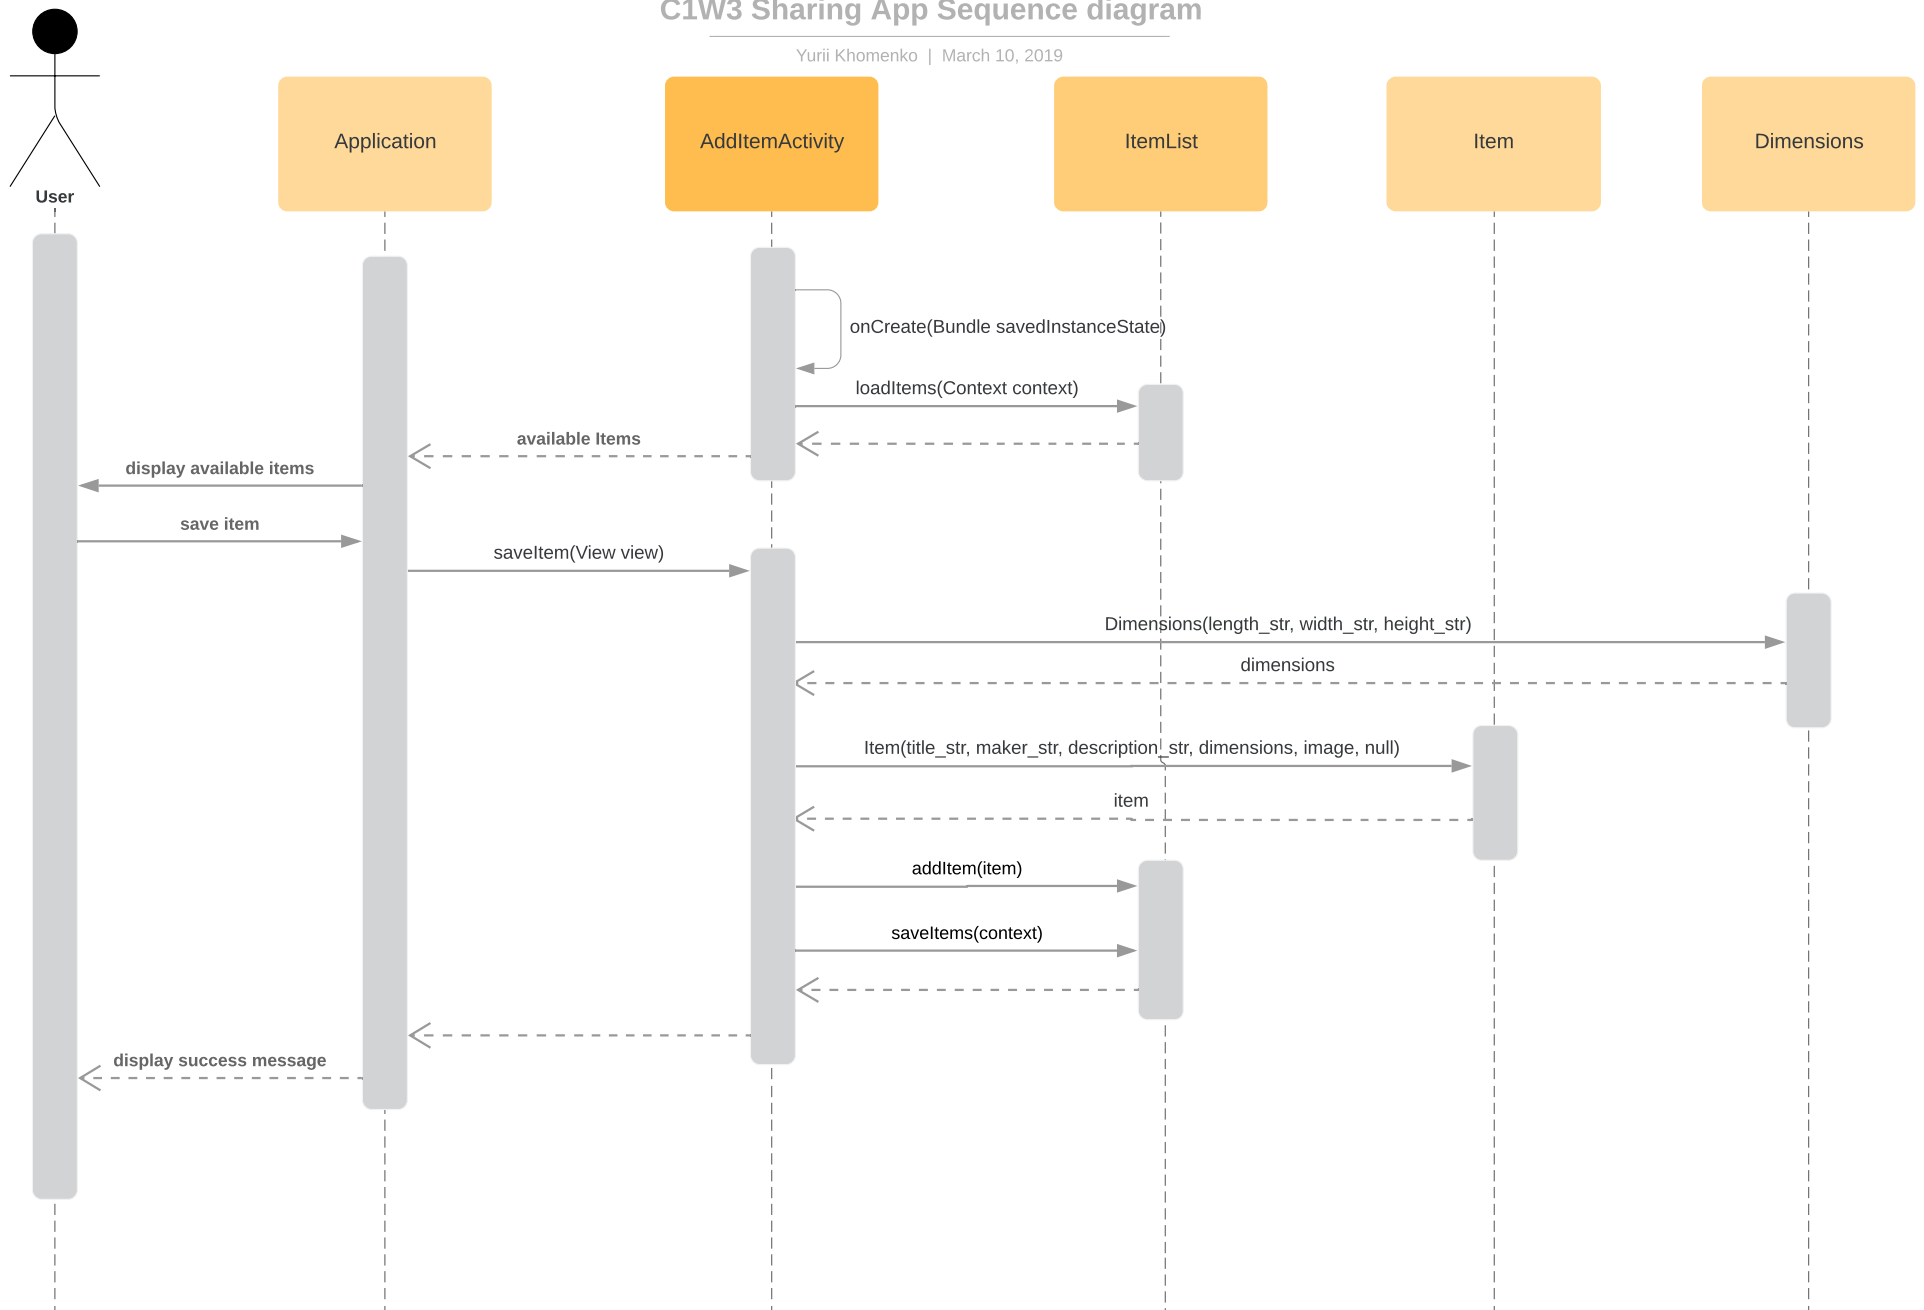 C1W3 Sharing App Sequence diagram
Yurii Khomenko | March 10, 2019
User
Application
AddItemActivity
ItemList
Item
Dimensions
onCreate(Bundle savedInstanceState)
loadItems(Context context)
available Items
display available items
save item
saveItem(View view)
Dimensions(length_str, width_str, height_str)
dimensions
Item(title_str, maker_str, description_str, dimensions, image, null)
item
addItem(item)
saveItems(context)
display success message